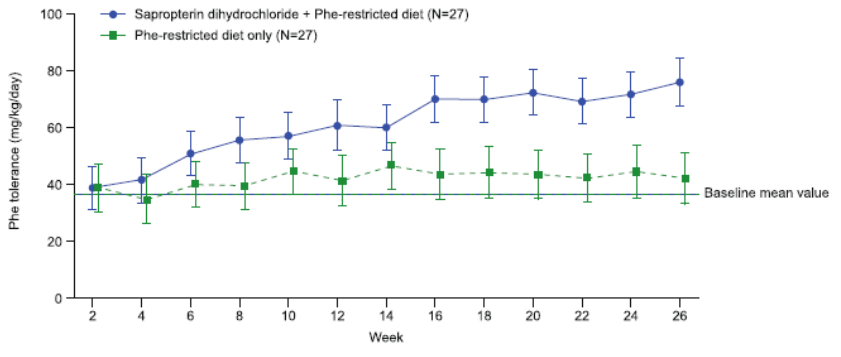 Sapropterin dihydrochloride + Phe-restricted diet (N=27)
Phe-restricted diet only (N=27)
Phe tolerance (mg/kg/day)
100
80
60
40
20
0
Baseline mean value
2 4 6 8 10 12 14 16 18 20 22 24 26
Week